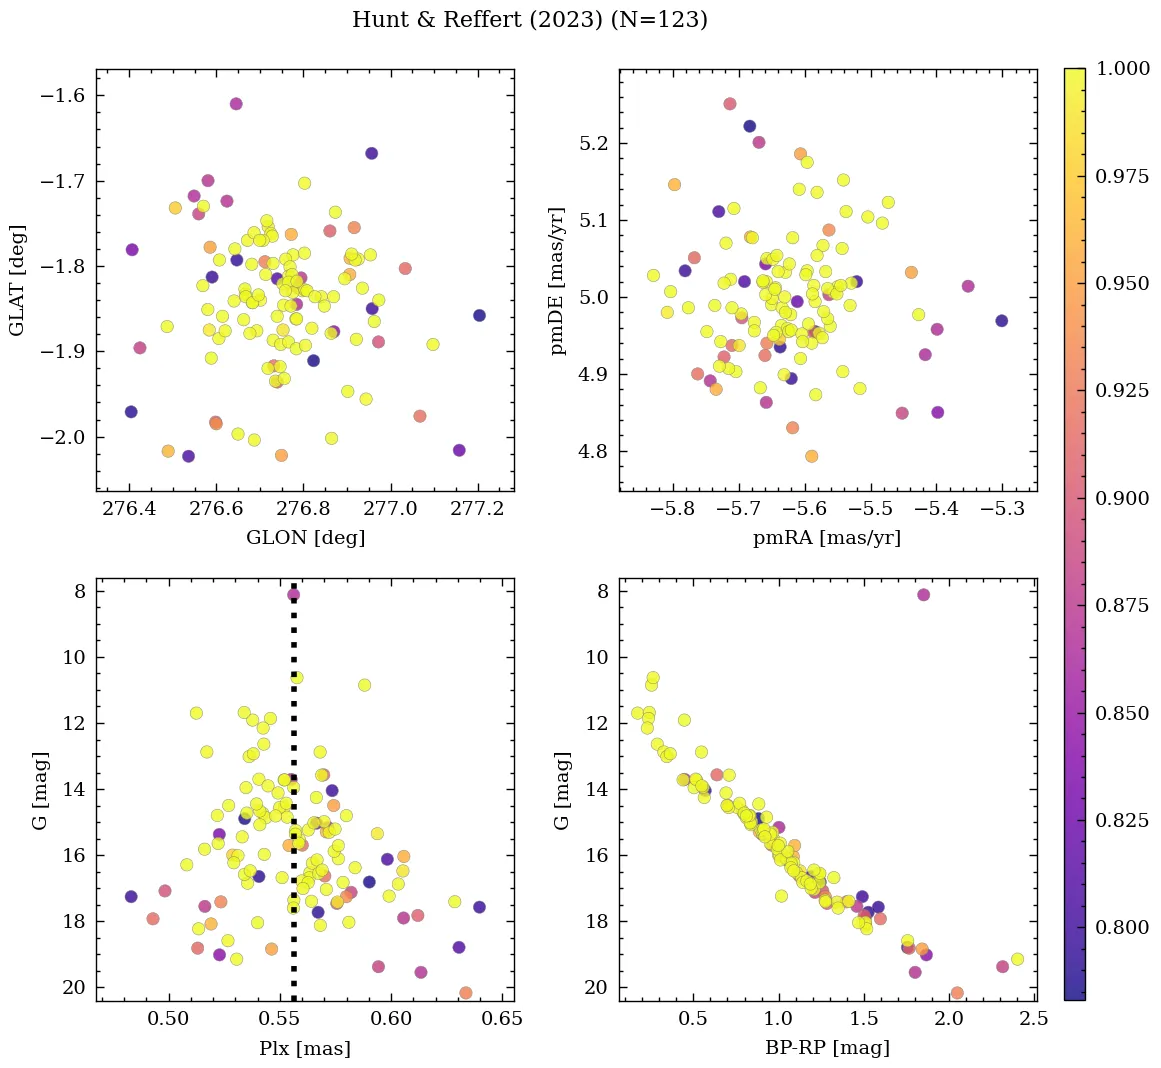 Hunt & Reffert (2023) (N=123)
−1.6
−1.7
−1.8
−1.9
−2.0
GLAT [deg]
276.4 276.6 276.8 277.0 277.2
GLON [deg]
5.2
5.1
5.0
4.9
4.8
pmDE [mas/yr]
−5.8 −5.7 −5.6 −5.5 −5.4 −5.3
pmRA [mas/yr]
8
10
12
14
16
18
20
G [mag]
0.50 0.55 0.60 0.65
Plx [mas]
8
10
12
14
16
18
20
G [mag]
0.5 1.0 1.5 2.0 2.5
BP-RP [mag]
1.000
0.975
0.950
0.925
0.900
0.875
0.850
0.825
0.800